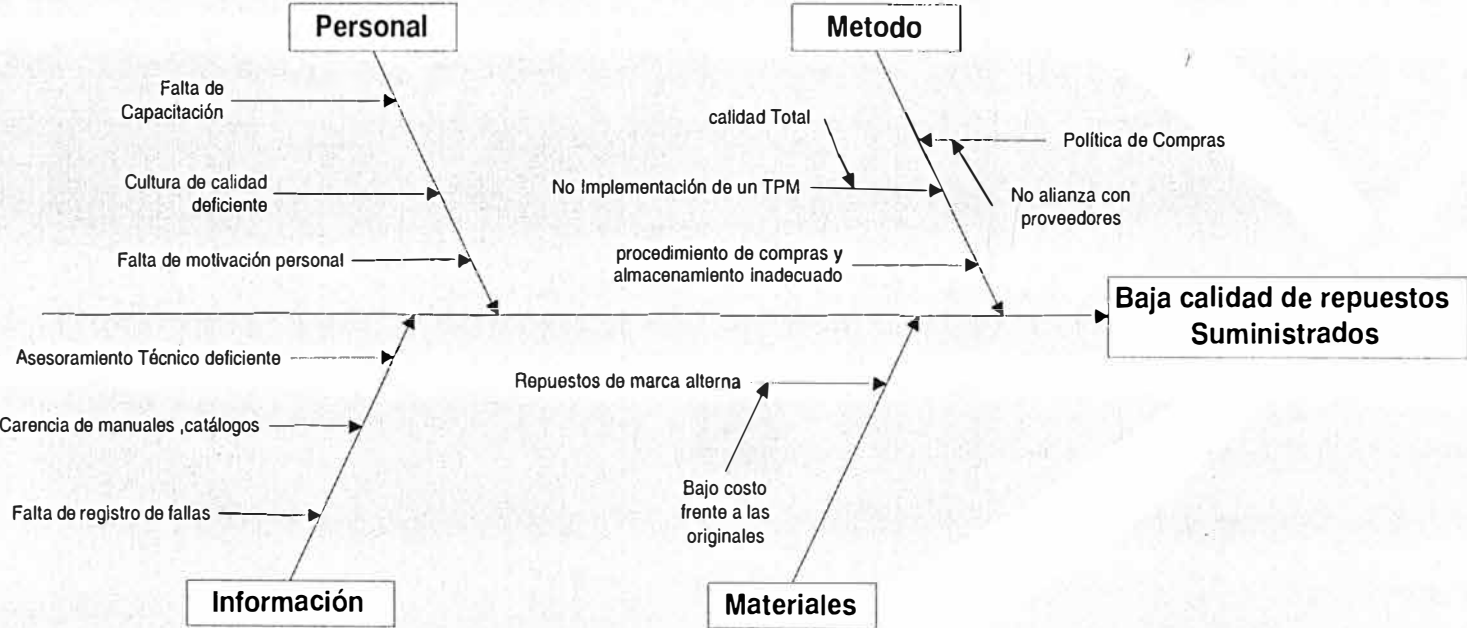 Personal
Metodo
Falta de
Capacitación
calidad Total
Política de Compras
Cultura de calidad
deficiente
No Implementación de un TPM
No alianza con
proveedores
Falta de motivación personal
procedimiento de compras y
almacenamiento inadecuado
Baja calidad de repuestos
Suministrados
Asesoramiento Técnico deficiente
Repuestos de marca alterna
Carencia de manuales ,catálogos
Bajo costo
frente a las
originales
Falta de registro de fallas
Información
Materiales